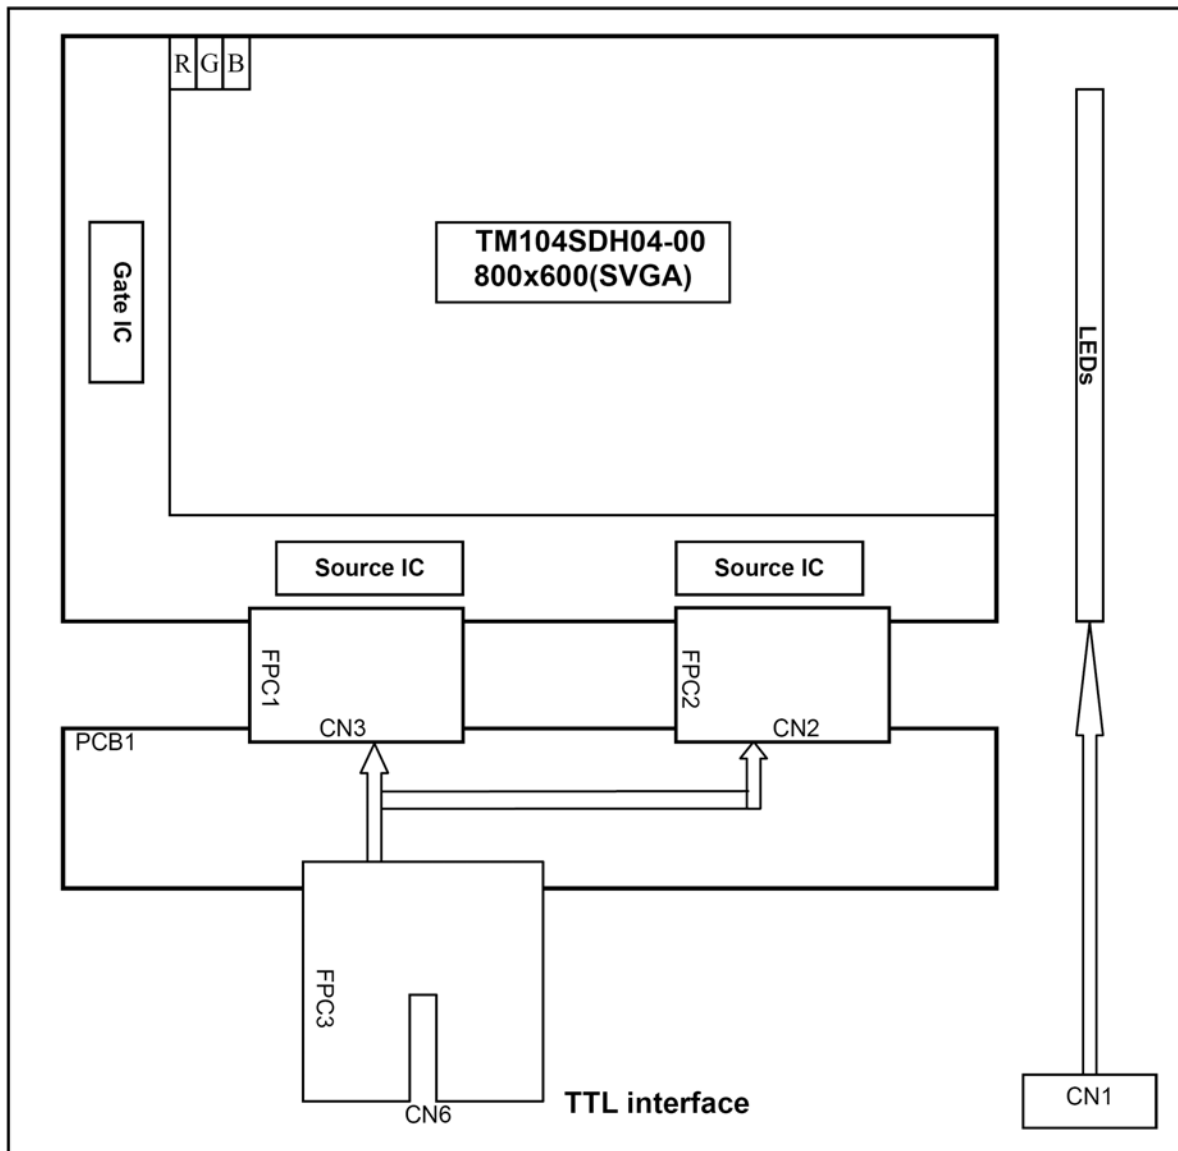 R G B
TM104SDH04-00
800x600(SVGA)
Gate IC
LEDs
Source IC
Source IC
FPC1
FPC2
CN3
CN2
PCB1
FPC3
CN6
TTL interface
CN1